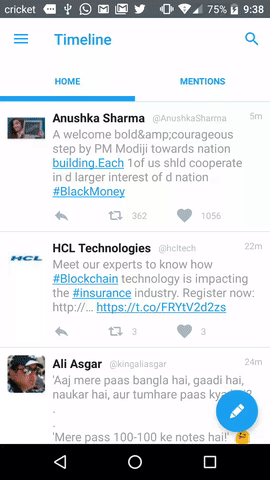 cricket 75% 9:38
Timeline
HOME MENTIONS
Anushka Sharma @AnushkaSharma 5m
A welcome bold&amp;courageous
step by PM Modiji towards nation
building.Each 1of us shld cooperate
in d larger interest of d nation
#BlackMoney
362 1056
HCL
HCL Technologies @hcltech 22m
Meet our experts to know how
#Blockchain technology is impacting
the #insurance industry. Register now:
http://… https://t.co/FRYtV2d2zs
3 3
Ali Asgar @kingaliasgar 24m
'Aaj mere paas bangla hai, gaadi hai,
naukar hai, aur tumhare paas
.
.
'Mere pass 100-100 ke notes hai!'